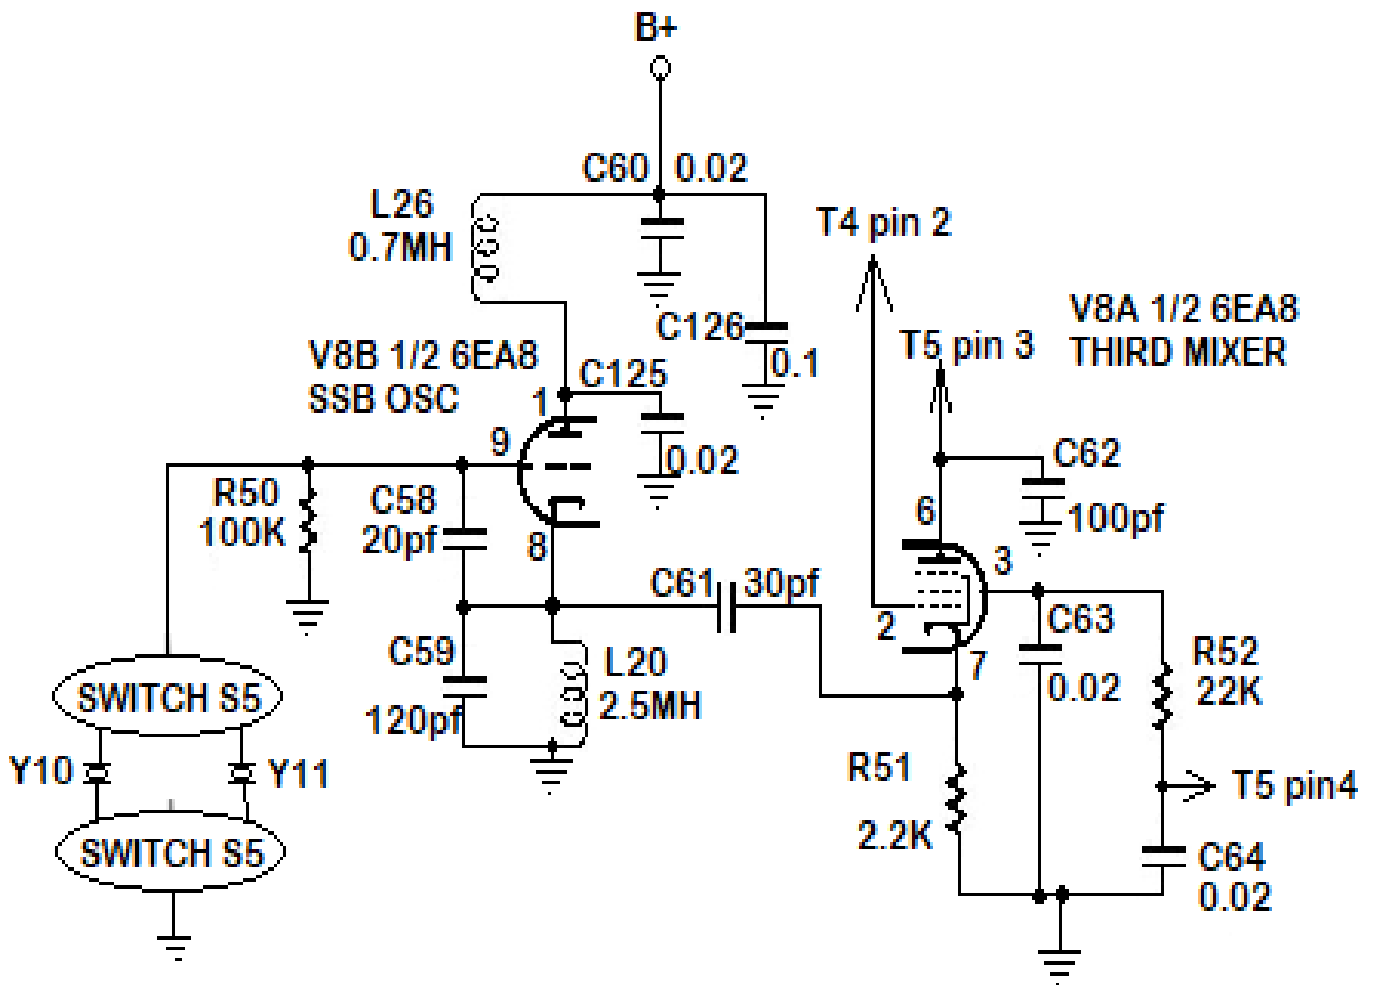 B+
C60 0.02
L26
0.7MH
T4 pin 2
C126
0.1
V8A 1/2 6EA8
THIRD MIXER
T5 pin 3
V8B 1/2 6EA8
SSB OSC
C125
0.02
1
9
8
R50
100K
C58
20pf
C62
100pf
6
3
2
7
C61 30pf
C59
120pf
L20
2.5MH
C63
0.02
R52
22K
SWITCH S5
Y10
Y11
SWITCH S5
R51
2.2K
T5 pin4
C64
0.02